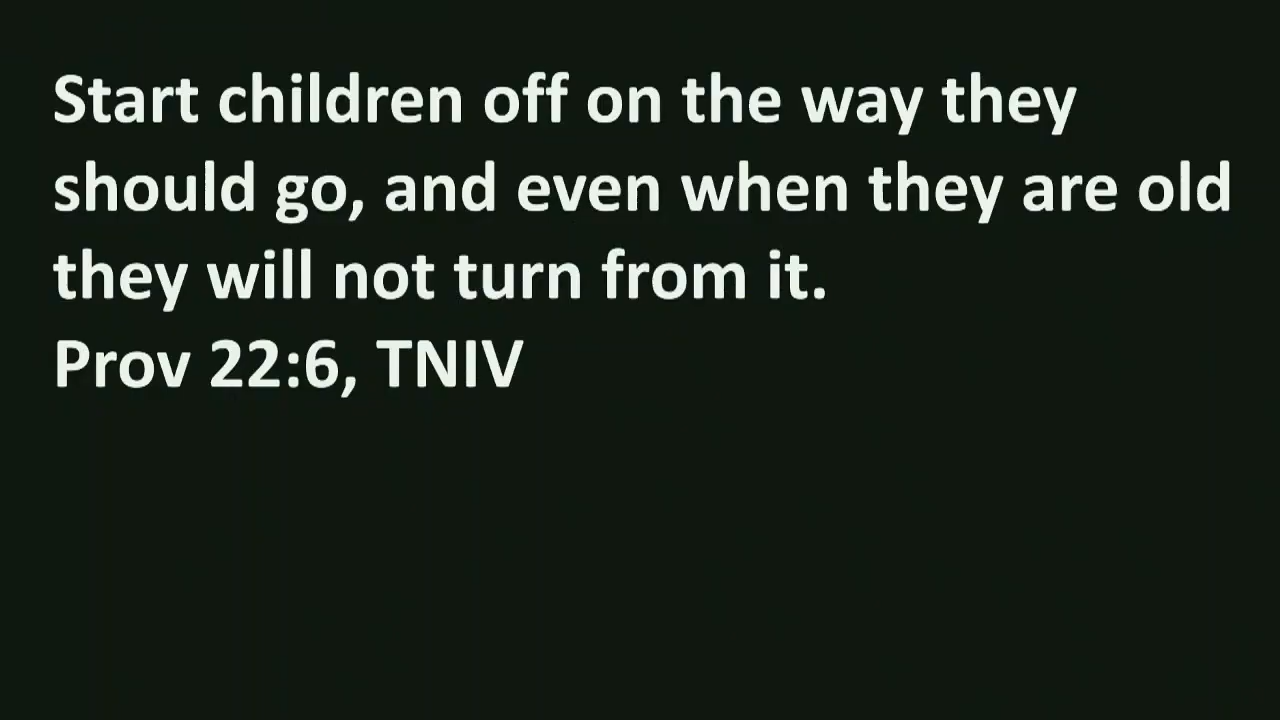 Start children off on the way they
should go, and even when they are old
they will not turn from it.
Prov 22:6, TNIV